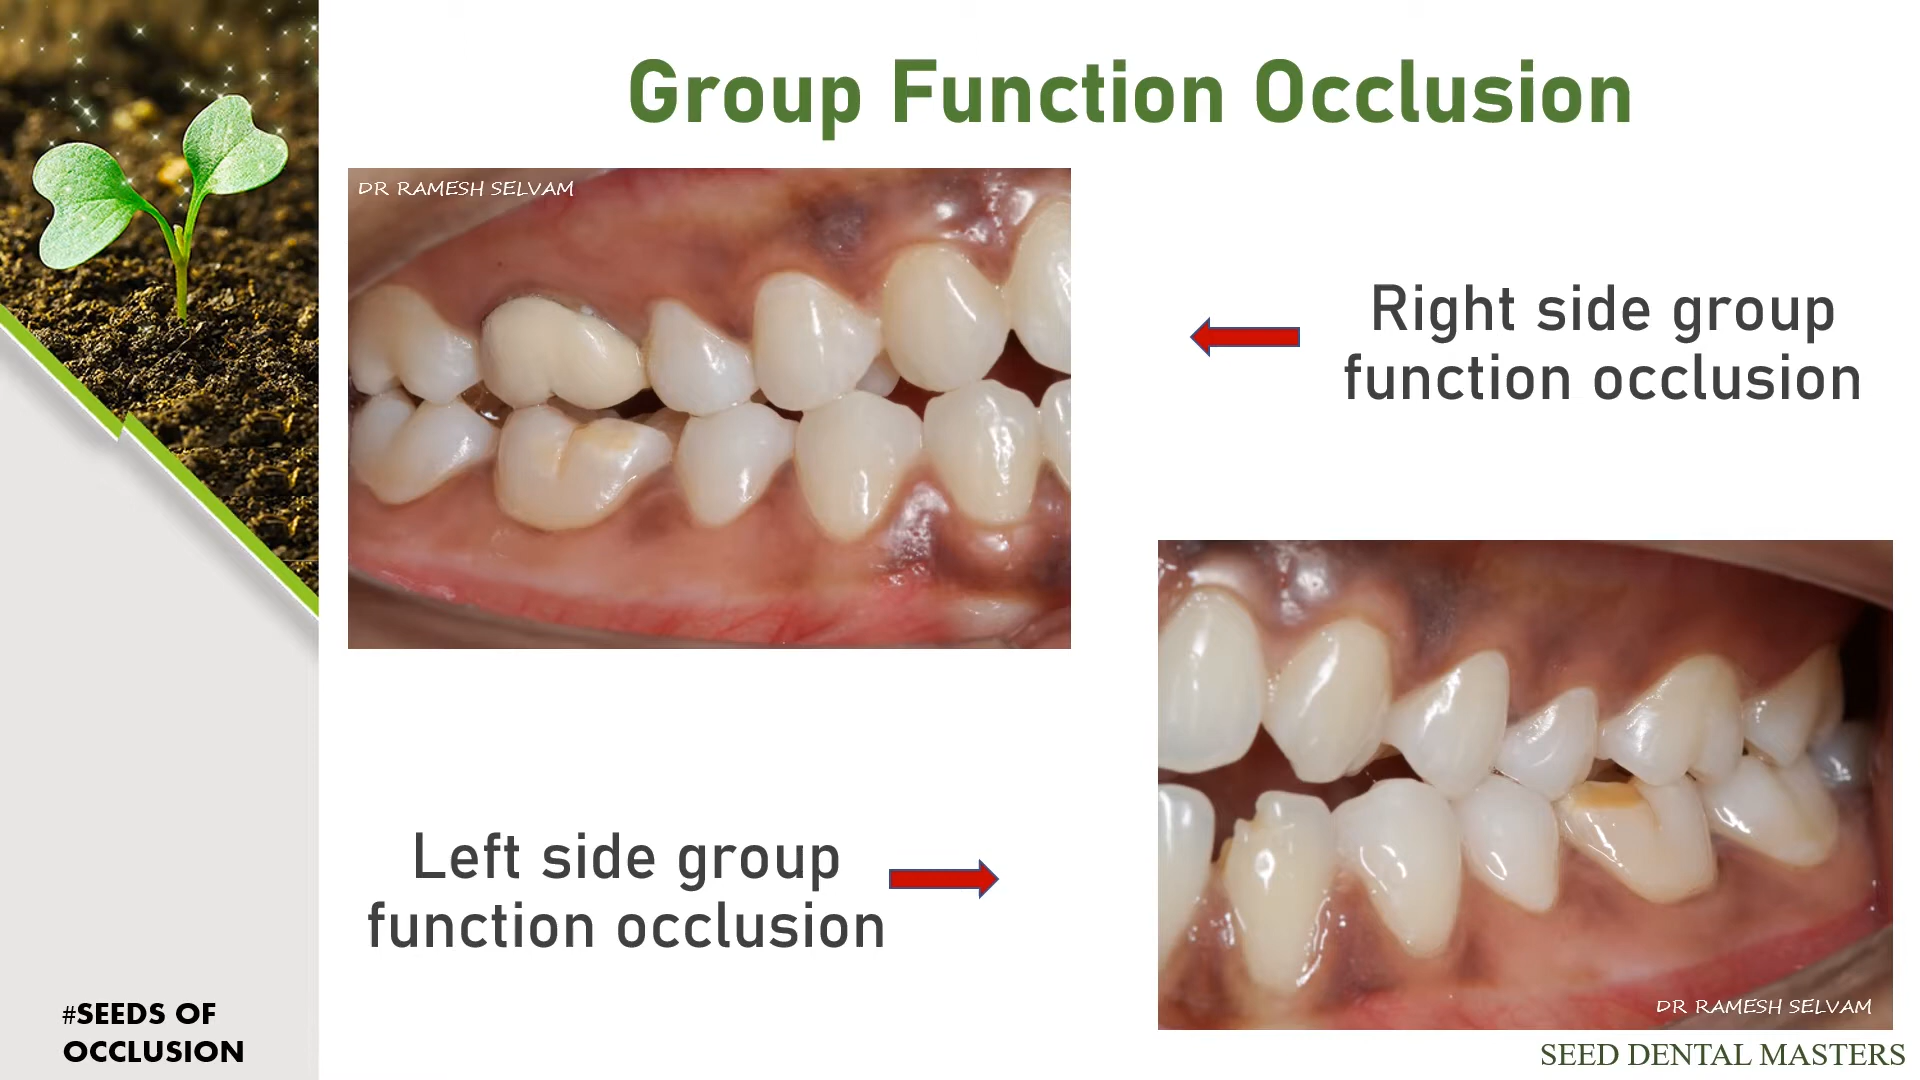 Group Function Occlusion
DR RAMESH SELVAM
Right side group
function occlusion
Left side group
function occlusion
DR RAMESH SELVAM
#SEEDS OF
OCCLUSION
SEED DENTAL MASTERS